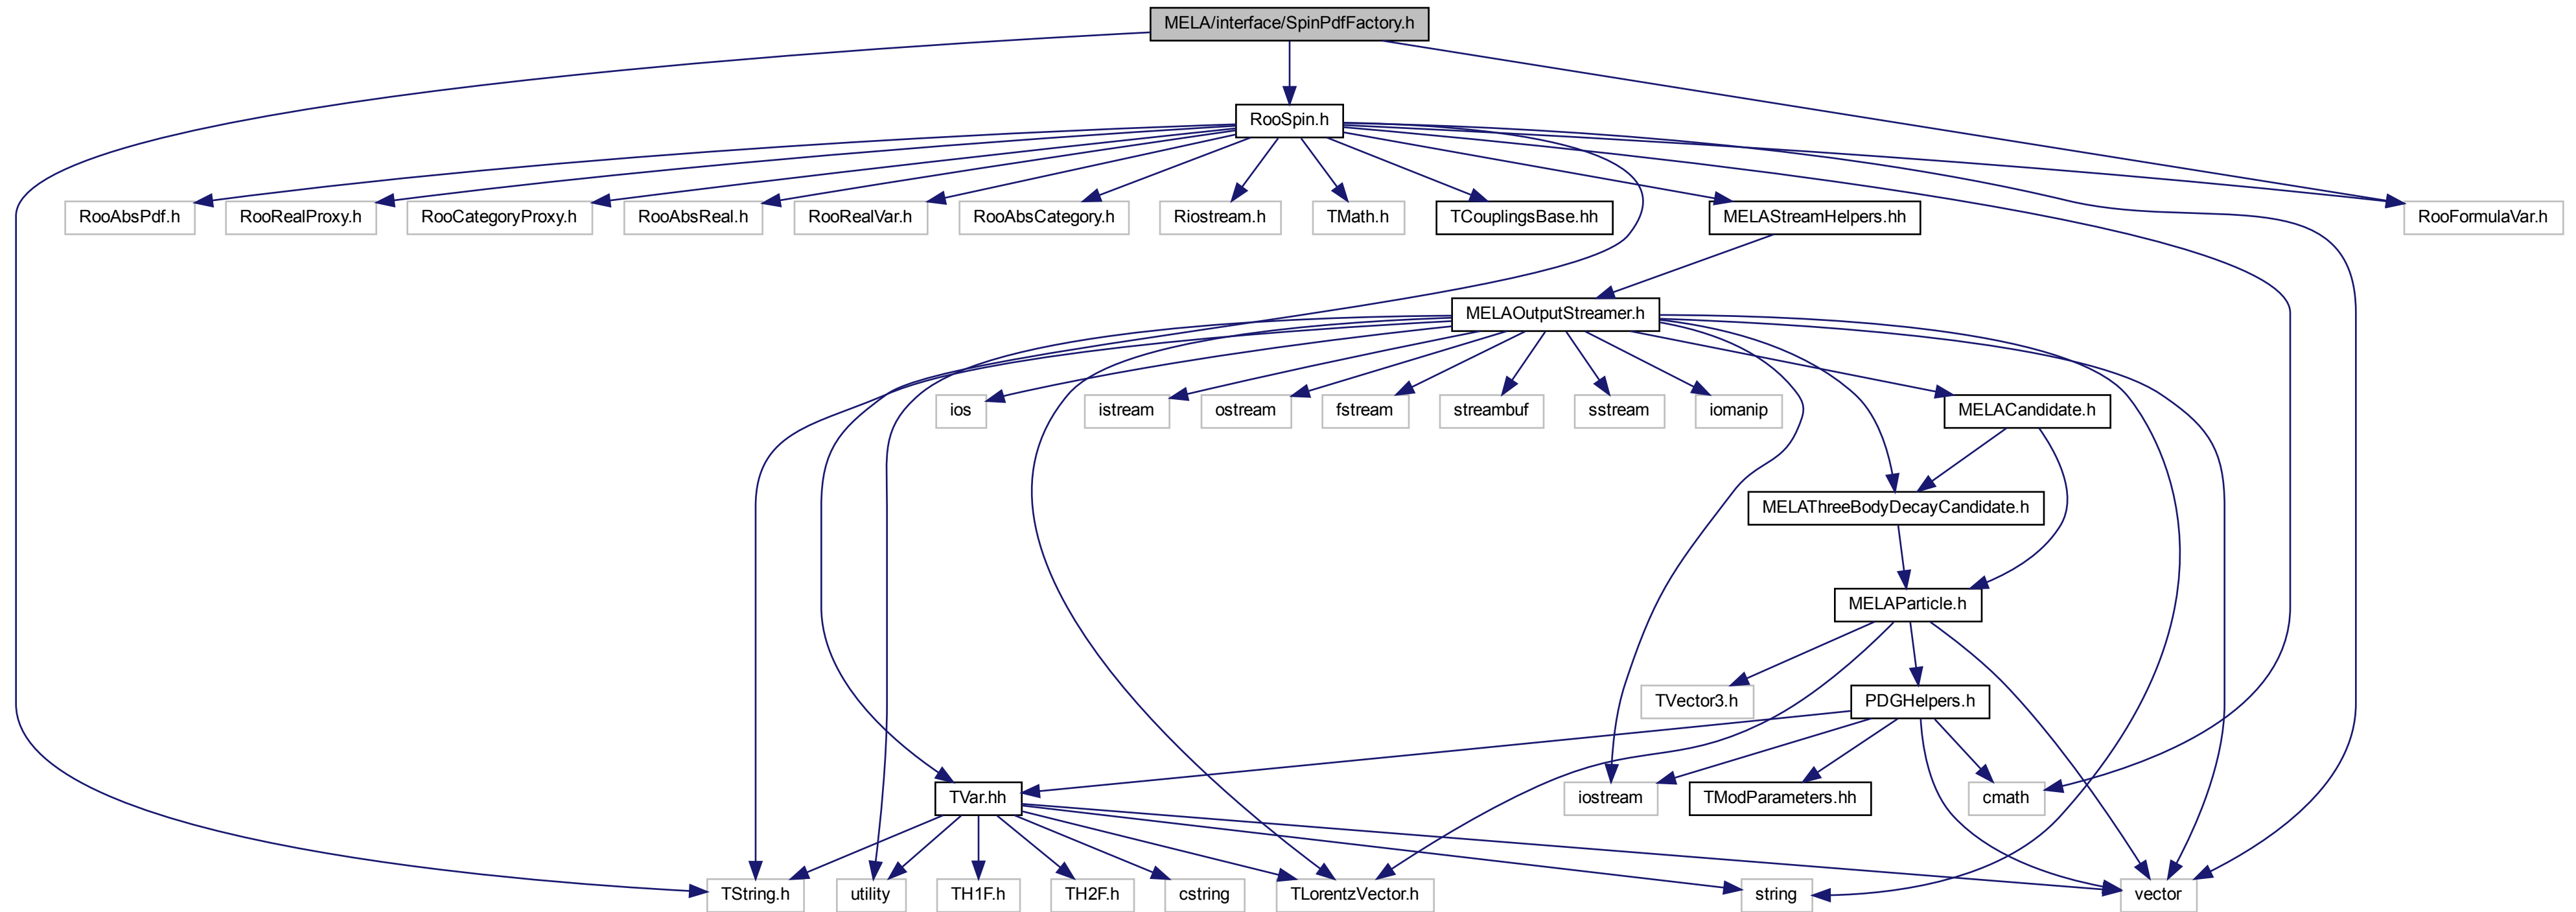 MELA/interface/SpinPdfFactory.h
RooSpin.h
RooAbsPdf.h
RooRealProxy.h
RooCategoryProxy.h
RooAbsReal.h
RooRealVar.h
RooAbsCategory.h
Riostream.h
TMath.h
TCouplingsBase.hh
MELAStreamHelpers.hh
RooFormulaVar.h
MELAOutputStreamer.h
ios
istream
ostream
fstream
streambuf
sstream
iomanip
MELACandidate.h
MELAThreeBodyDecayCandidate.h
MELAParticle.h
TVector3.h
PDGHelpers.h
TVar.hh
iostream
TModParameters.hh
cmath
TString.h
utility
TH1F.h
TH2F.h
cstring
TLorentzVector.h
string
vector